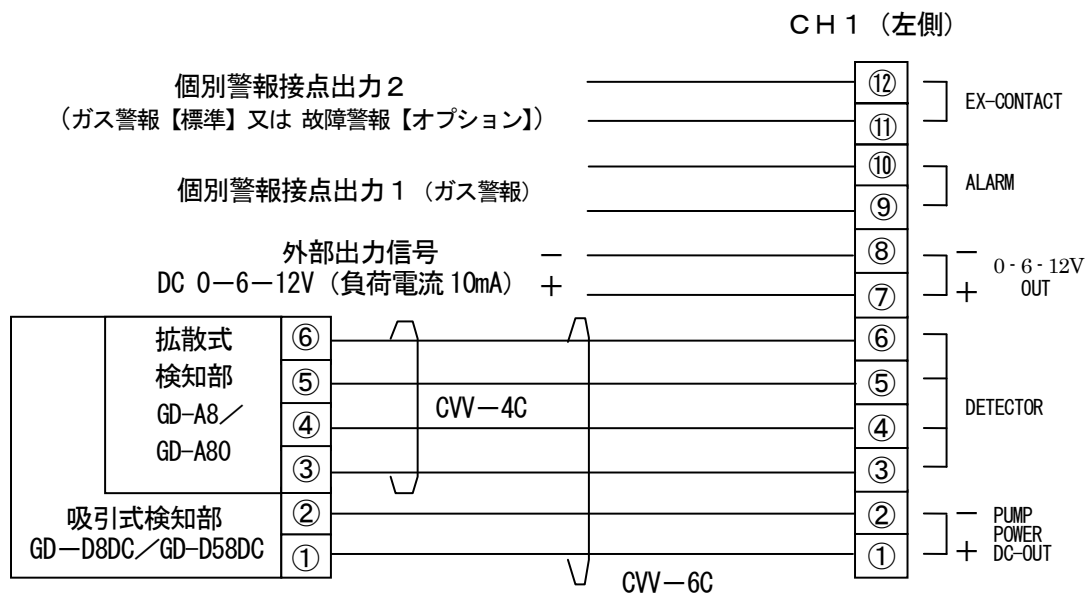 CH1（左側）
個別警報接点出力2
（ガス警報【標準】又は 故障警報【オプション】）
⑫
⑪
EX-CONTACT
個別警報接点出力1（ガス警報）
⑩
⑨
ALARM
外部出力信号 －
DC 0－6－12V（負荷電流 10mA）＋
⑧
⑦
－
＋
0-6-12V
OUT
拡散式
検知部
GD-A8／
GD-A80
⑥
⑤
④
③
CVV－4C
⑥
⑤
④
③
DETECTOR
吸引式検知部
GD－D8DC／GD-D58DC
②
①
CVV－6C
②
①
－
＋
PUMP
POWER
DC-OUT